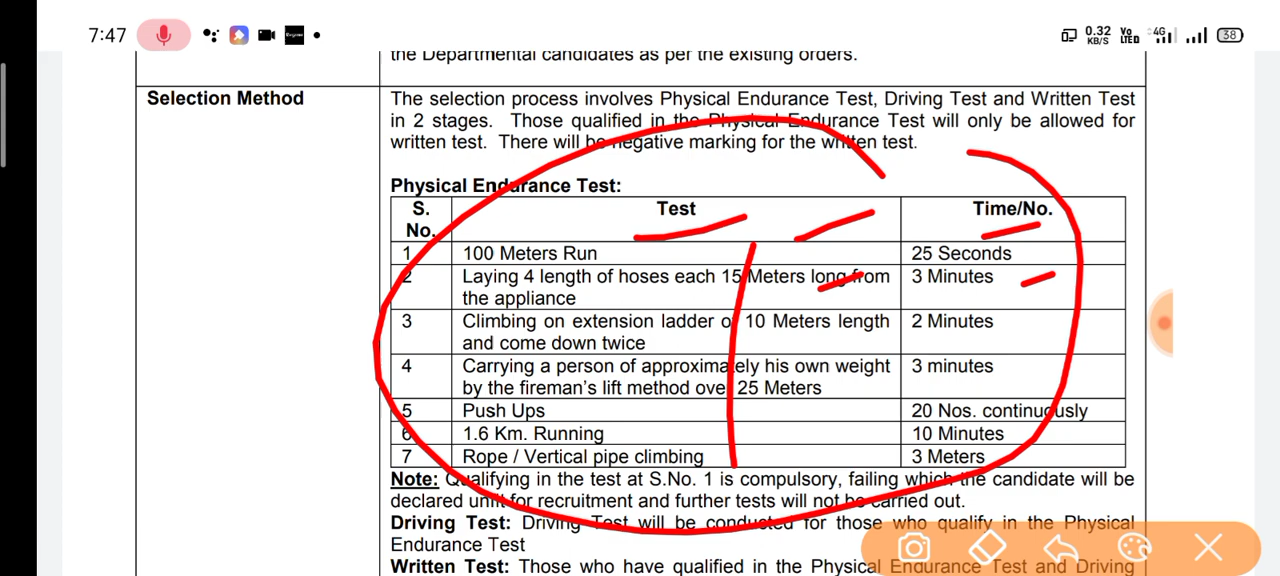 7:47
0.32 KB/S Vo LTED 4G 38
the Departmental candidates as per the existing orders.
Selection Method
The selection process involves Physical Endurance Test, Driving Test and Written Test
in 2 stages. Those qualified in the Physical Endurance Test will only be allowed for
written test. There will be negative marking for the written test.
Physical Endurance Test:
S. No. Test Time/No.
1 100 Meters Run 25 Seconds
2 Laying 4 length of hoses each 15 Meters long from 3 Minutes
the appliance
3 Climbing on extension ladder of 10 Meters length 2 Minutes
and come down twice
4 Carrying a person of approximately his own weight 3 minutes
by the fireman's lift method over 25 Meters
5 Push Ups 20 Nos. continuously
6 1.6 Km. Running 10 Minutes
7 Rope / Vertical pipe climbing 3 Meters
Note: Qualifying in the test at S.No. 1 is compulsory, failing which the candidate will be
declared unfit for recruitment and further tests will not be carried out.
Driving Test: Driving Test will be conducted for those who qualify in the Physical
Endurance Test
Written Test: Those who have qualified in the Physical Endurance Test and Driving